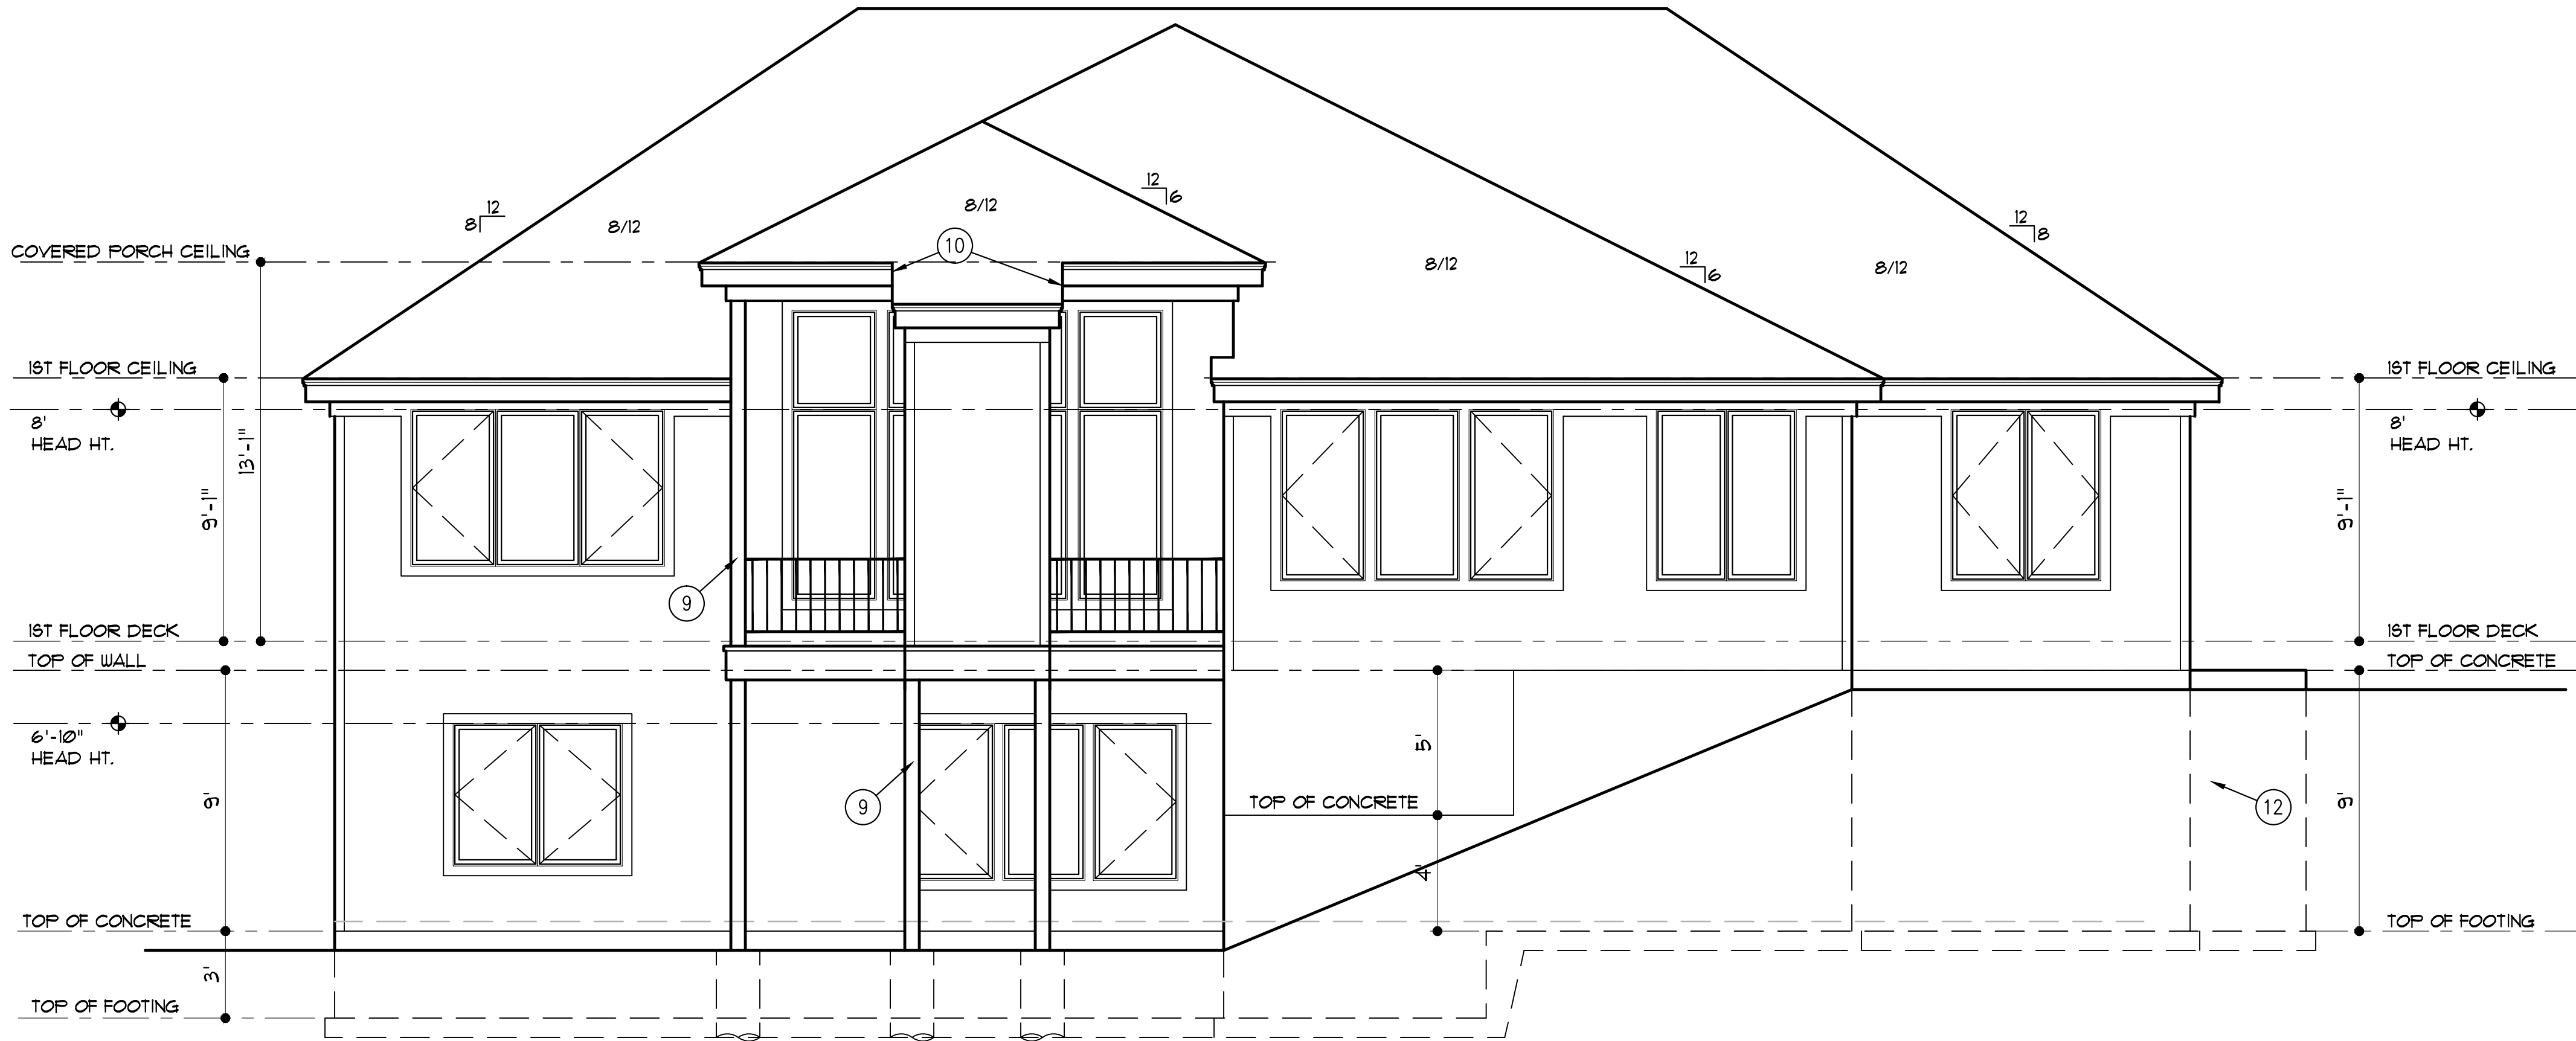 12
6
12
8
8/12
8/12
12
8
COVERED PORCH CEILING
10
8/12
12
6
8/12
1ST FLOOR CEILING
1ST FLOOR CEILING
8'
HEAD HT.
13'-1"
8'
HEAD HT.
9'-1"
9'-1"
9
1ST FLOOR DECK
1ST FLOOR DECK
TOP OF WALL
TOP OF CONCRETE
6'-10"
HEAD HT.
5'
9'
9
TOP OF CONCRETE
9'
12
4'
TOP OF CONCRETE
TOP OF FOOTING
3'
TOP OF FOOTING